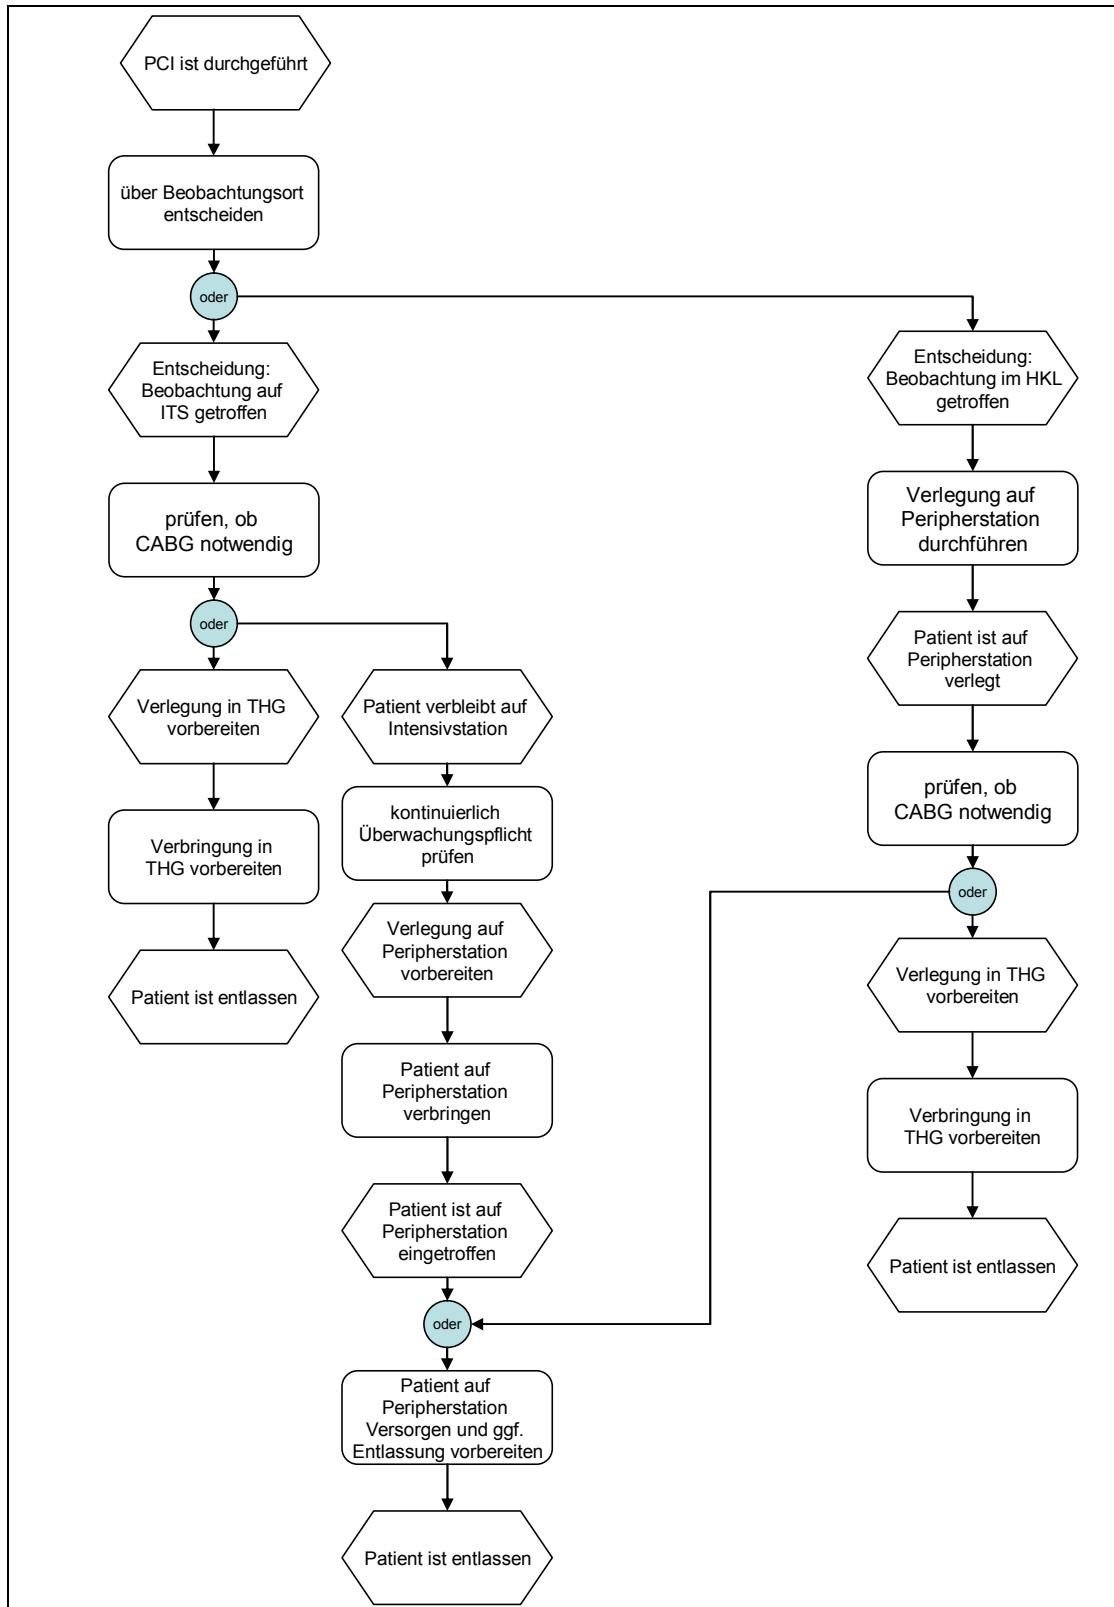 PCI ist durchgeführt
über Beobachtungsort
entscheiden
oder
Entscheidung:
Beobachtung auf
ITS getroffen
Entscheidung:
Beobachtung im HKL
getroffen
prüfen, ob
CABG notwendig
Verlegung auf
Peripherstation
durchführen
oder
Patient ist auf
Peripherstation
verlegt
Verlegung in THG
vorbereiten
Patient verbleibt auf
Intensivstation
prüfen, ob
CABG notwendig
Verbringung in
THG vorbereiten
kontinuierlich
Überwachungspflicht
prüfen
oder
Patient ist entlassen
Verlegung auf
Peripherstation
vorbereiten
Verlegung in THG
vorbereiten
Patient auf
Peripherstation
verbringen
Verbringung in
THG vorbereiten
Patient ist auf
Peripherstation
eingetroffen
Patient ist entlassen
oder
Patient auf
Peripherstation
Versorgen und ggf.
Entlassung vorbereiten
Patient ist entlassen